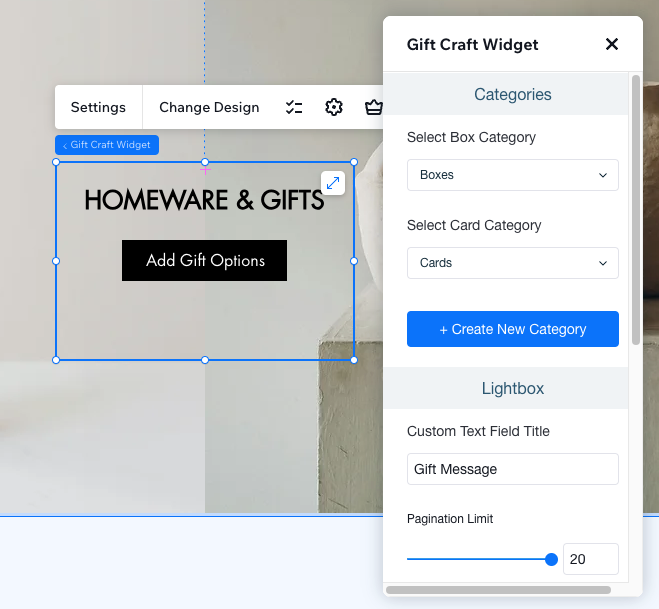 Gift Craft Widget
Categories
Select Box Category
Boxes
Select Card Category
Cards
+ Create New Category
Lightbox
Custom Text Field Title
Gift Message
Pagination Limit
20
Settings
Change Design
Gift Craft Widget
HOMEWARE & GIFTS
Add Gift Options